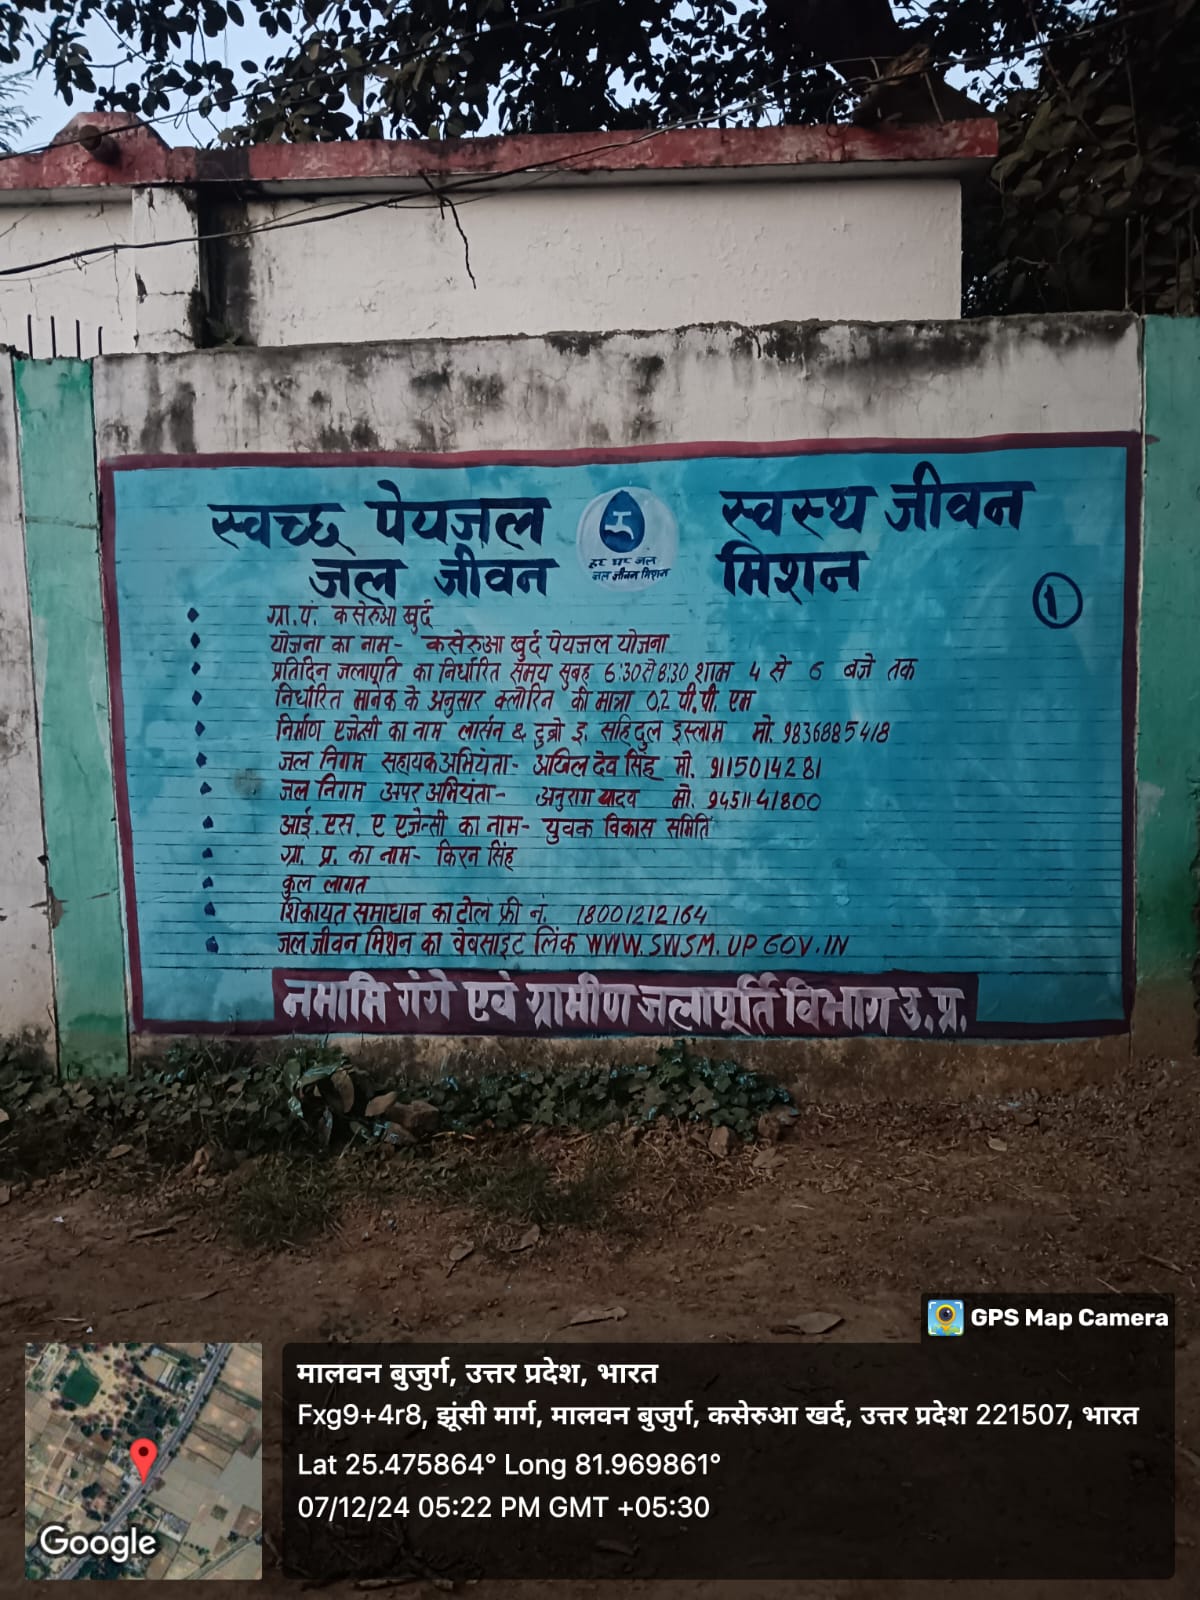 स्वच्छ पेयजल स्वस्थ जीवन
जल जीवन मिशन
हर घर जल
जल जीवन मिशन
1
ग्रा.पं. कसेरुआ खुर्द
योजना का नाम- कसेरुआ खुर्द पेयजल योजना
प्रतिदिन जलापूर्ति का निर्धारित समय सुबह 6:30 से 8:30 शाम 4 से 6 बजे तक
निर्धारित मानक के अनुसार क्लोरिन की मात्रा 0.2 पी.पी. एम
निर्माण एजेन्सी का नाम लार्सन & टुब्रो इ. सहिदुल इस्लाम मो. 9836885418
जल निगम सहायक अभियंता- अखिल देव सिंह मो. 9115014281
जल निगम अपर अभियंता- अनुराग यादव मो. 9451141800
आई. एस. ए एजेन्सी का नाम- युवक विकास समिति
ग्रा. प्र. का नाम- किरन सिंह
कुल लागत
शिकायत समाधान का टोल फ्री नं. 18001212164
जल जीवन मिशन का वेबसाइट लिंक WWW.SWSM.UP GOV.IN
नमामि गंगे एवं ग्रामीण जलापूर्ति विभाग उ.प्र.
GPS Map Camera
मालवन बुजुर्ग, उत्तर प्रदेश, भारत
Fxg9+4r8, झूंसी मार्ग, मालवन बुजुर्ग, कसेरुआ खर्द, उत्तर प्रदेश 221507, भारत
Lat 25.475864° Long 81.969861°
07/12/24 05:22 PM GMT +05:30
Google